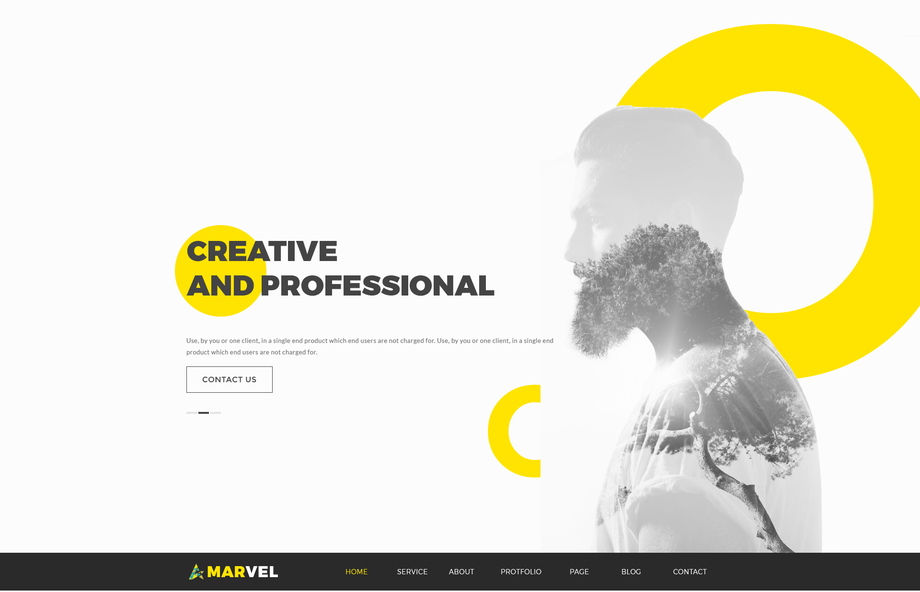 CREATIVE
AND PROFESSIONAL
Use, by you or one client, in a single end product which end users are not charged for. Use, by you or one client, in a single end
product which end users are not charged for.
CONTACT US
MARVEL HOME SERVICE ABOUT PROTFOLIO PAGE BLOG CONTACT